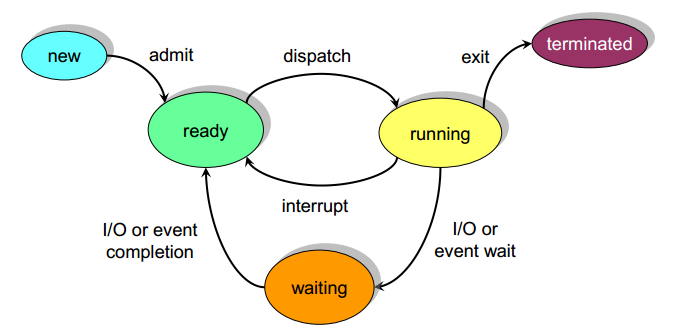 new
admit
dispatch
exit
terminated
ready
running
interrupt
I/O or event
completion
I/O or
event wait
waiting